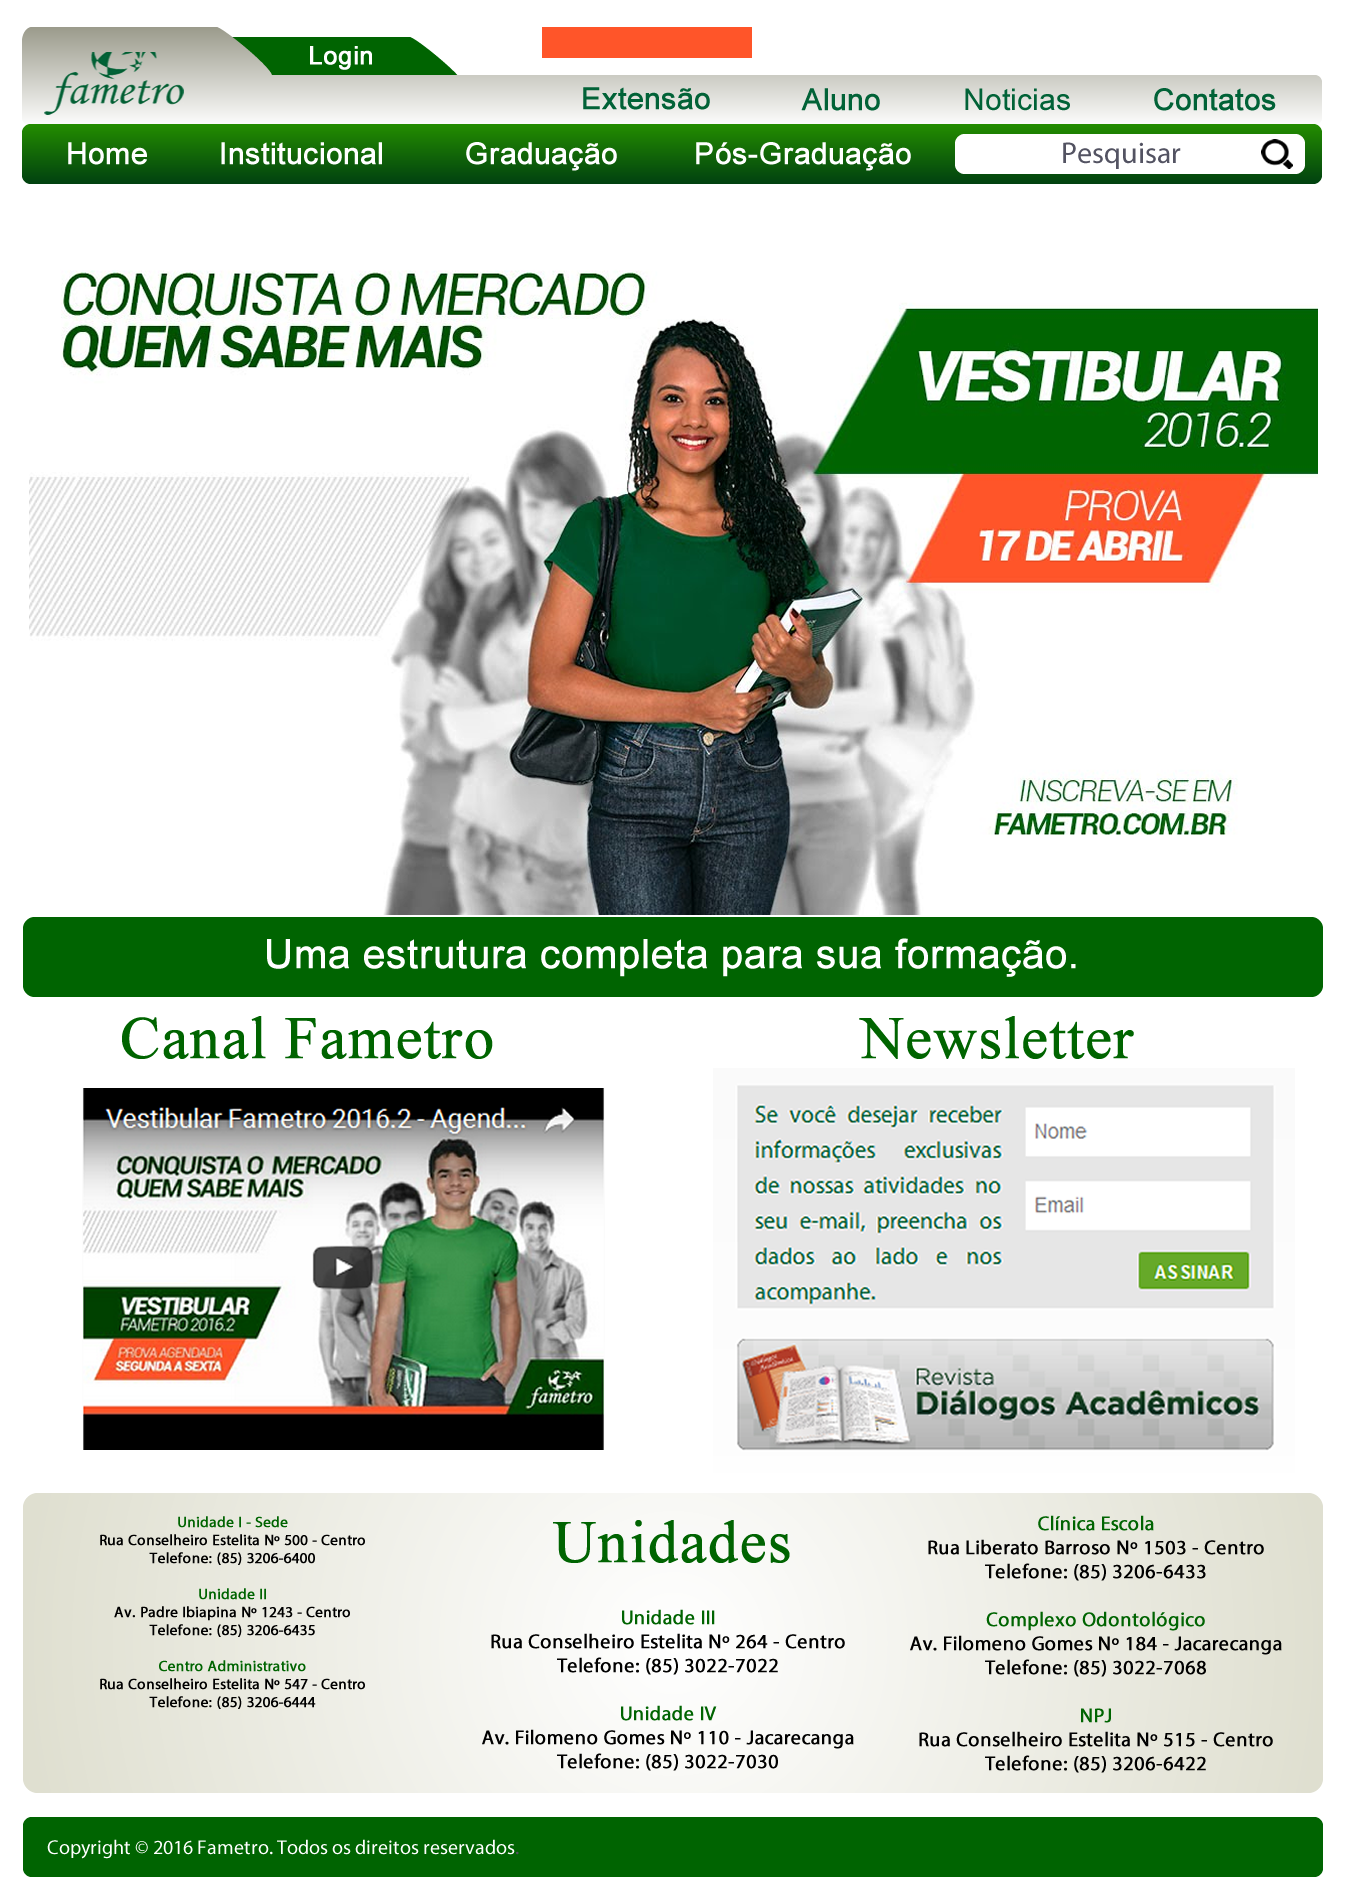 Login
fametro
Extensão Aluno Noticias Contatos
Home Institucional Graduação Pós-Graduação Pesquisar
CONQUISTA O MERCADO
QUEM SABE MAIS
VESTIBULAR
2016.2
PROVA
17 DE ABRIL
INSCREVA-SE EM
FAMETRO.COM.BR
Uma estrutura completa para sua formação.
Canal Fametro
Vestibular Fametro 2016.2 - Agend...
CONQUISTA O MERCADO
QUEM SABE MAIS
VESTIBULAR
FAMETRO 2016.2
PROVA AGENDADA
SEGUNDA A SEXTA
fametro
Newsletter
Se você desejar receber
informações exclusivas
de nossas atividades no
seu e-mail, preencha os
dados ao lado e nos
acompanhe.
Nome
Email
ASSINAR
Diálogos
Acadêmicos
Revista
Diálogos Acadêmicos
Unidade I - Sede
Rua Conselheiro Estelita Nº 500 - Centro
Telefone: (85) 3206-6400
Unidade II
Av. Padre Ibiapina Nº 1243 - Centro
Telefone: (85) 3206-6435
Centro Administrativo
Rua Conselheiro Estelita Nº 547 - Centro
Telefone: (85) 3206-6444
Unidades
Unidade III
Rua Conselheiro Estelita Nº 264 - Centro
Telefone: (85) 3022-7022
Unidade IV
Av. Filomeno Gomes Nº 110 - Jacarecanga
Telefone: (85) 3022-7030
Clínica Escola
Rua Liberato Barroso Nº 1503 - Centro
Telefone: (85) 3206-6433
Complexo Odontológico
Av. Filomeno Gomes Nº 184 - Jacarecanga
Telefone: (85) 3022-7068
NPJ
Rua Conselheiro Estelita Nº 515 - Centro
Telefone: (85) 3206-6422
Copyright © 2016 Fametro. Todos os direitos reservados